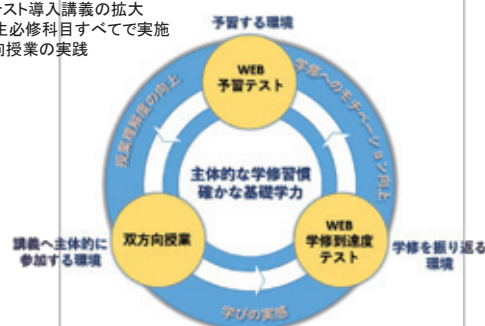 スト導入講義の拡大
生必修科目すべてで実施
向授業の実践
予習する環境
WEB
予習テスト
授業理解度の向上
学修へのモチベーション向上
主体的な学修習慣
確かな基礎学力
講義へ主体的に
参加する環境
双方向授業
WEB
学修到達度
テスト
学修を振り返る
環境
学びの実感